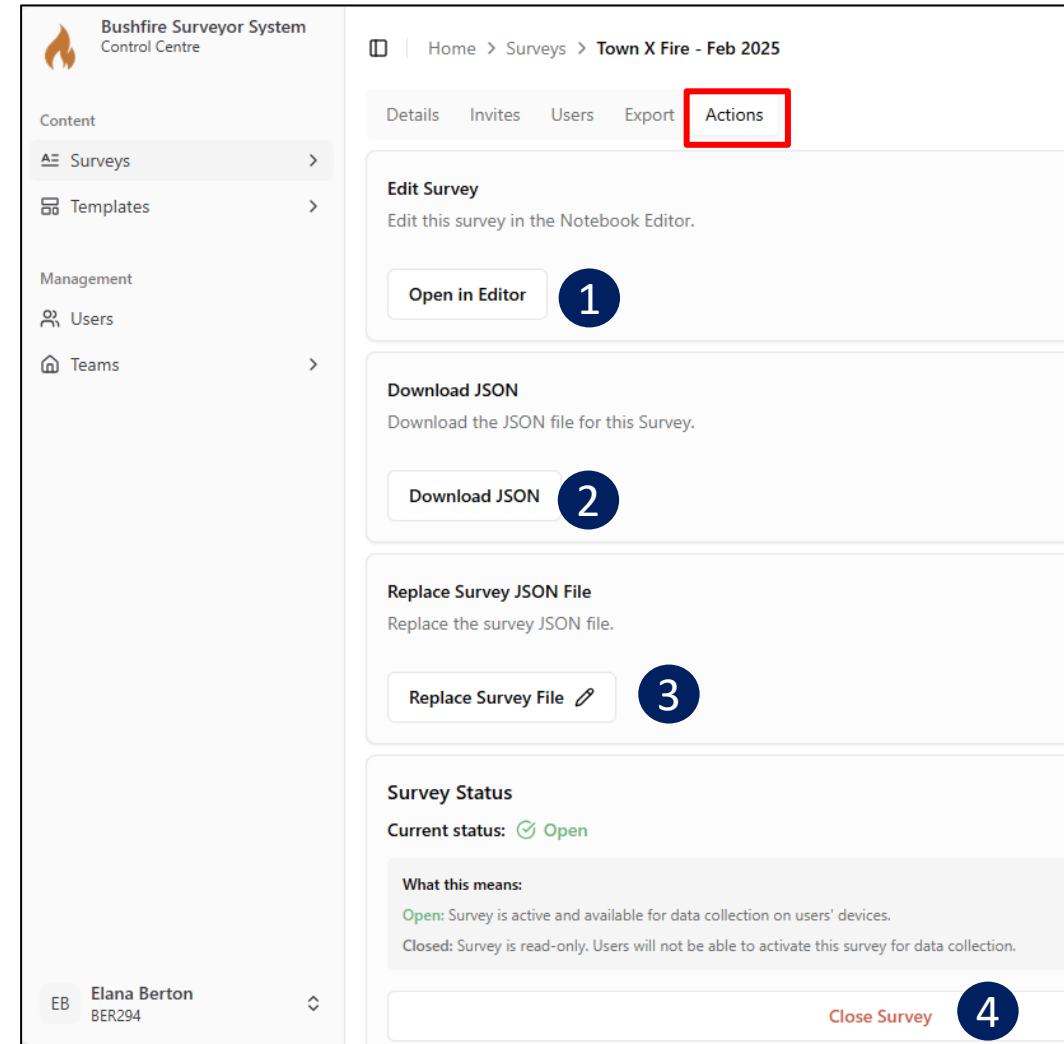 Bushfire Surveyor System
Control Centre
Content
Surveys
Templates
Management
Users
Teams
EB
Elana Berton
BER294
Home > Surveys > Town X Fire - Feb 2025
Details Invites Users Export Actions
Edit Survey
Edit this survey in the Notebook Editor.
Open in Editor 1
Download JSON
Download the JSON file for this Survey.
Download JSON 2
Replace Survey JSON File
Replace the survey JSON file.
Replace Survey File 3
Survey Status
Current status: Open
What this means:
Open: Survey is active and available for data collection on users' devices.
Closed: Survey is read-only. Users will not be able to activate this survey for data collection.
Close Survey 4